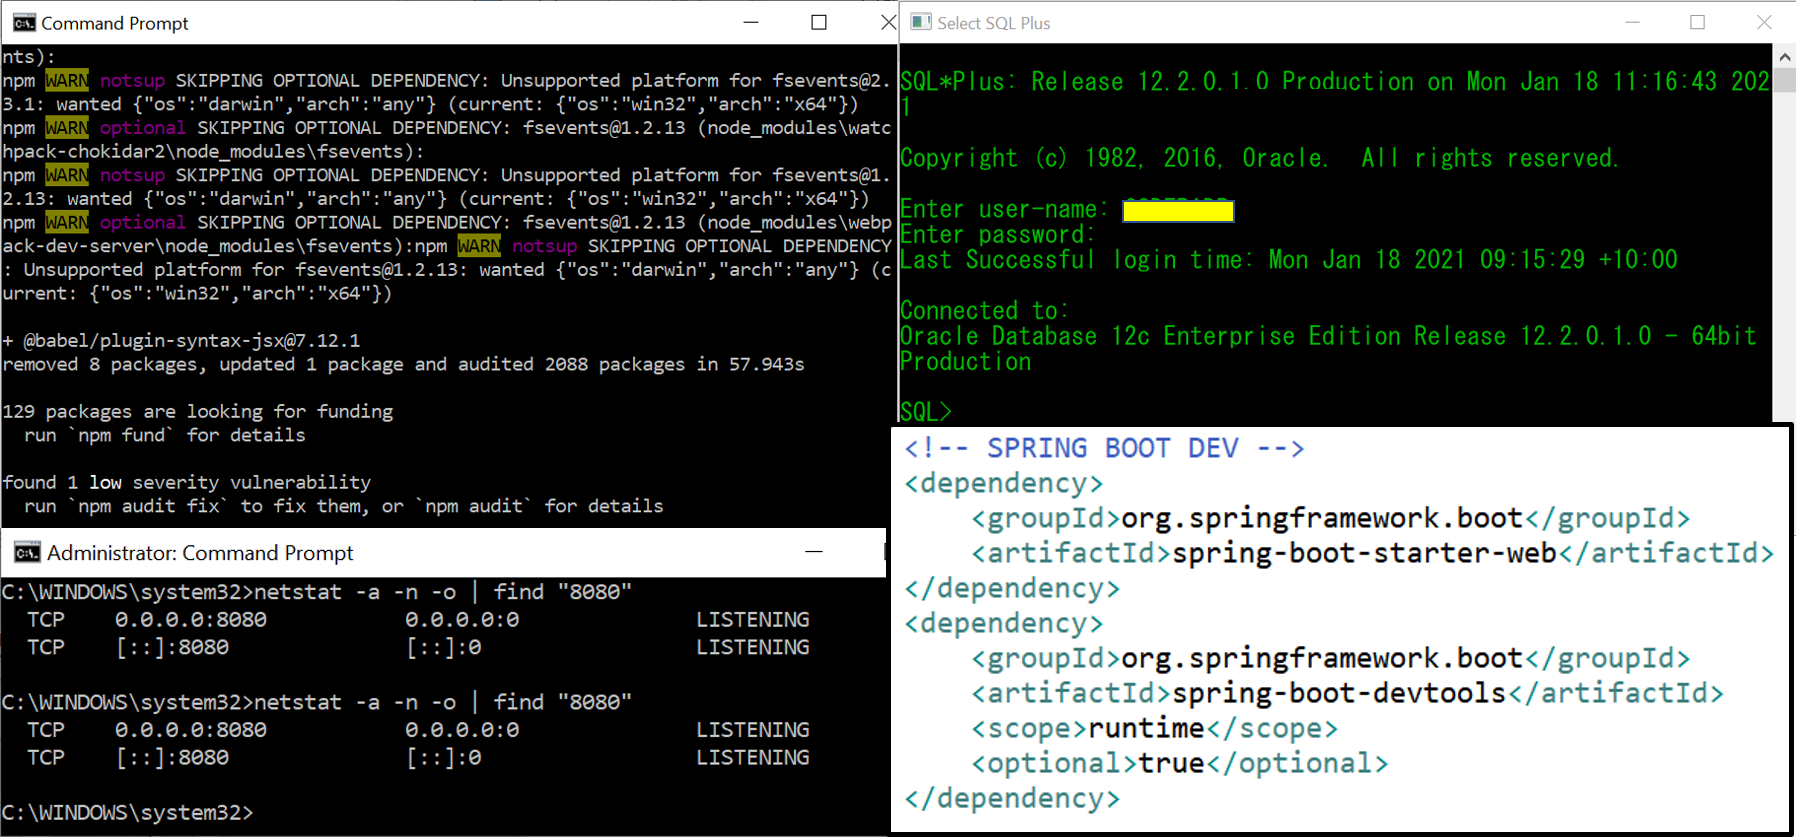 Command Prompt
nts):
npm WARN notsup SKIPPING OPTIONAL DEPENDENCY: Unsupported platform for fsevents@2.
3.1: wanted {"os":"darwin","arch":"any"} (current: {"os":"win32","arch":"x64"})
npm WARN optional SKIPPING OPTIONAL DEPENDENCY: fsevents@1.2.13 (node_modules\watc
hpack-chokidar2\node_modules\fsevents):
npm WARN notsup SKIPPING OPTIONAL DEPENDENCY: Unsupported platform for fsevents@1.
2.13: wanted {"os":"darwin","arch":"any"} (current: {"os":"win32","arch":"x64"})
npm WARN optional SKIPPING OPTIONAL DEPENDENCY: fsevents@1.2.13 (node_modules\webp
ack-dev-server\node_modules\fsevents):npm WARN notsup SKIPPING OPTIONAL DEPENDENCY
: Unsupported platform for fsevents@1.2.13: wanted {"os":"darwin","arch":"any"} (c
urrent: {"os":"win32","arch":"x64"})
+ @babel/plugin-syntax-jsx@7.12.1
removed 8 packages, updated 1 package and audited 2088 packages in 57.943s
129 packages are looking for funding
run `npm fund` for details
found 1 low severity vulnerability
run `npm audit fix` to fix them, or `npm audit` for details
Administrator: Command Prompt
C:\WINDOWS\system32>netstat -a -n -o | find "8080"
TCP 0.0.0.0:8080 0.0.0.0:0 LISTENING
TCP [::]:8080 [::]:0 LISTENING
C:\WINDOWS\system32>netstat -a -n -o | find "8080"
TCP 0.0.0.0:8080 0.0.0.0:0 LISTENING
TCP [::]:8080 [::]:0 LISTENING
C:\WINDOWS\system32>
Select SQL Plus
SQL*Plus: Release 12.2.0.1.0 Production on Mon Jan 18 11:16:43 202
1
Copyright (c) 1982, 2016, Oracle.  All rights reserved.
Enter user-name:
Enter password:
Last Successful login time: Mon Jan 18 2021 09:15:29 +10:00
Connected to:
Oracle Database 12c Enterprise Edition Release 12.2.0.1.0 - 64bit
Production
SQL>
<!-- SPRING BOOT DEV -->
<dependency>
<groupId>org.springframework.boot</groupId>
<artifactId>spring-boot-starter-web</artifactId>
</dependency>
<dependency>
<groupId>org.springframework.boot</groupId>
<artifactId>spring-boot-devtools</artifactId>
<scope>runtime</scope>
<optional>true</optional>
</dependency>